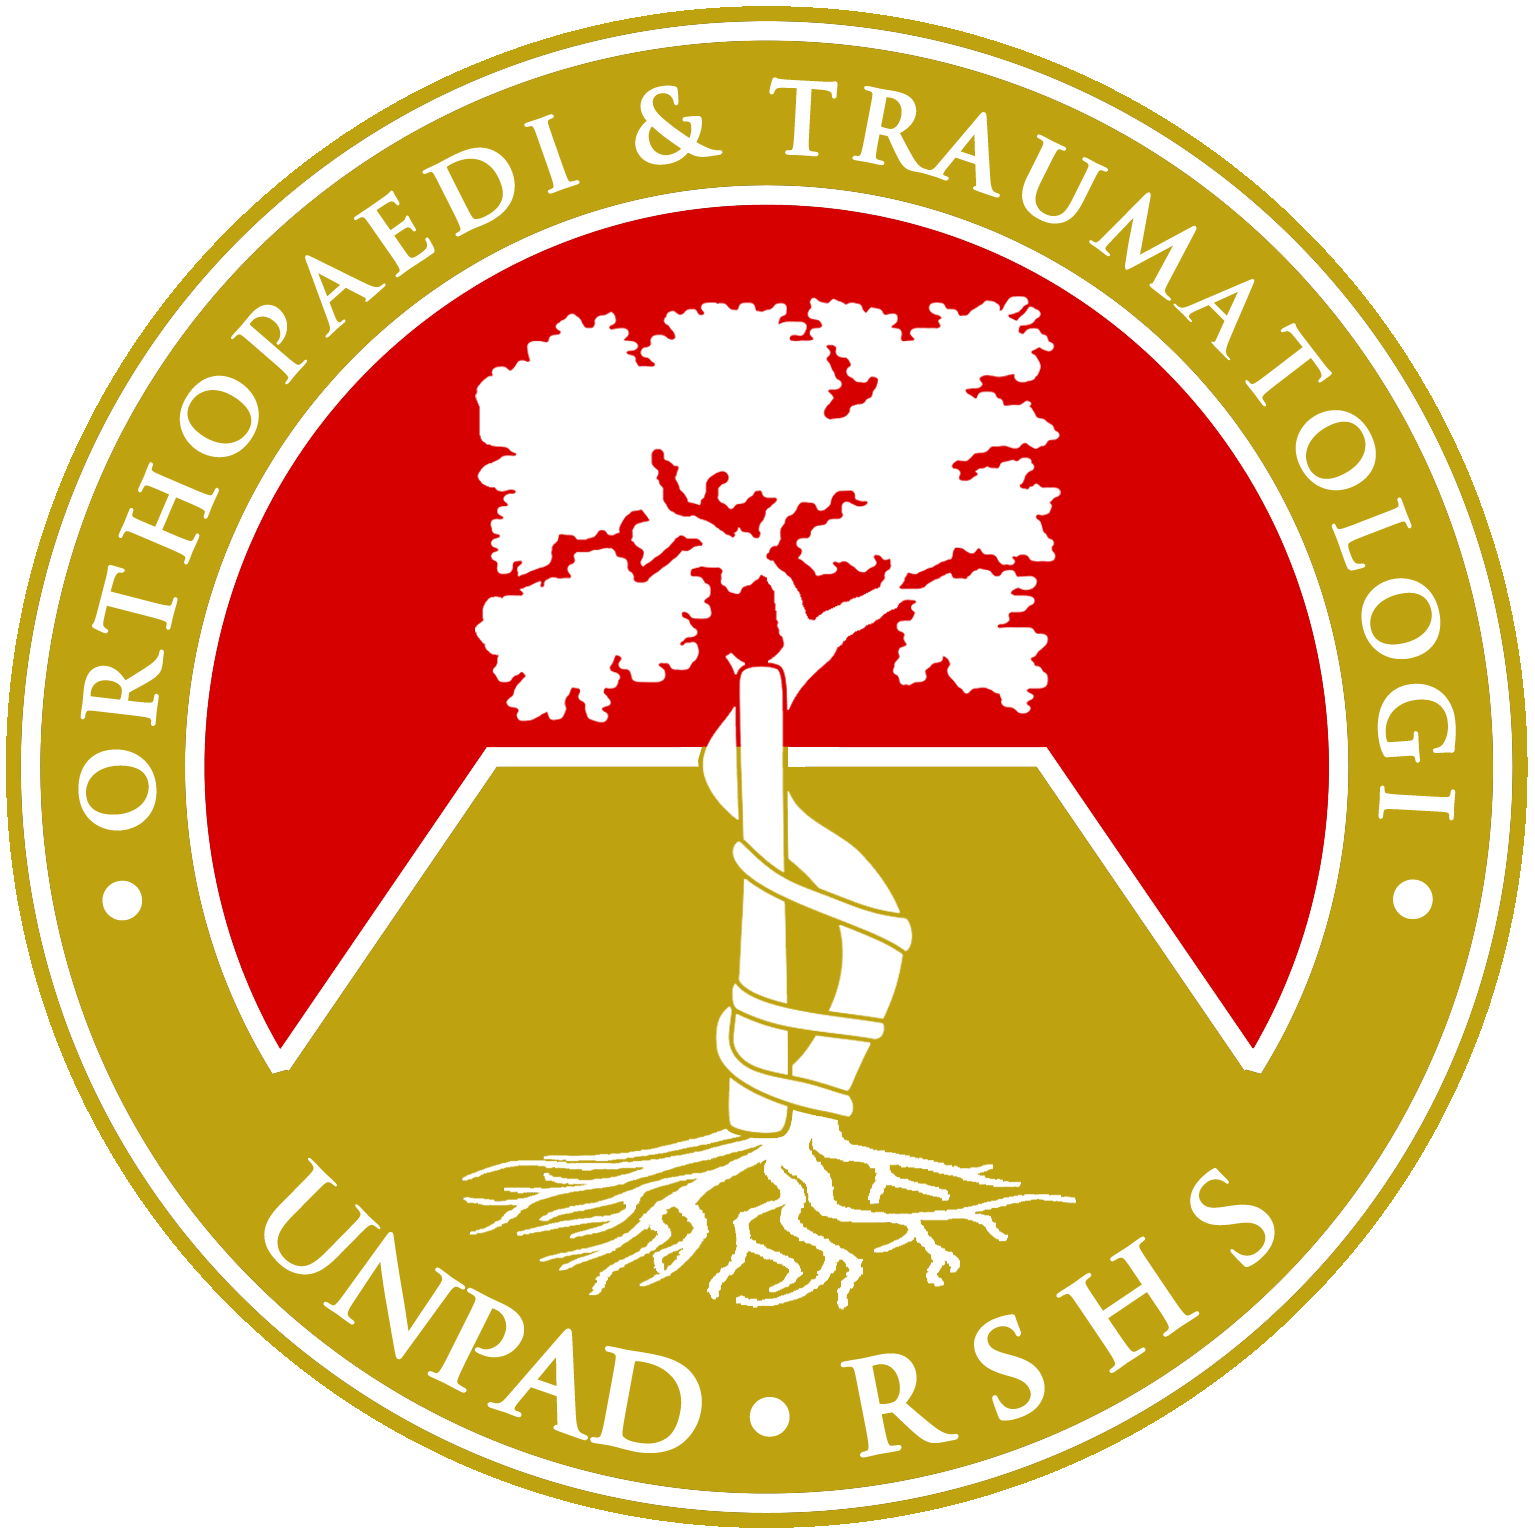 • ORTHOPAEDI & TRAUMATOLOGI •
UNPAD • RSHS